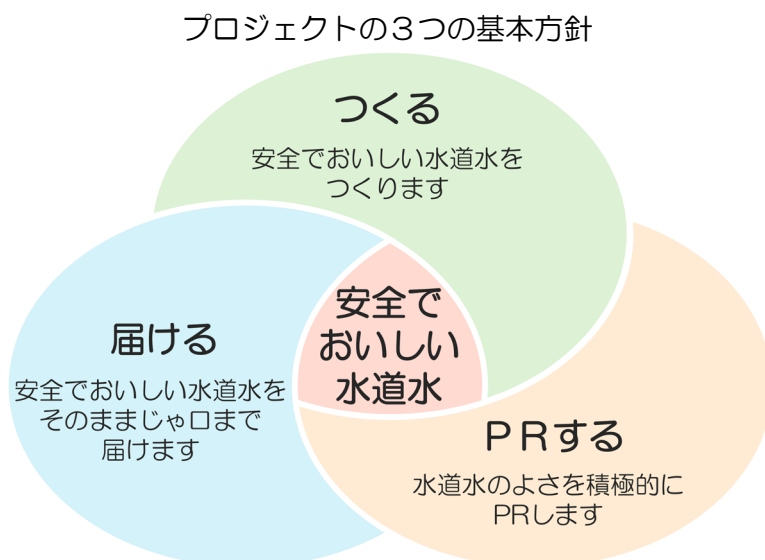 プロジェクトの３つの基本方針
つくる
安全でおいしい水道水を
つくります
安全で
おいしい
水道水
届ける
安全でおいしい水道水を
そのままじゃ口まで
届けます
ＰＲする
水道水のよさを積極的に
PRします